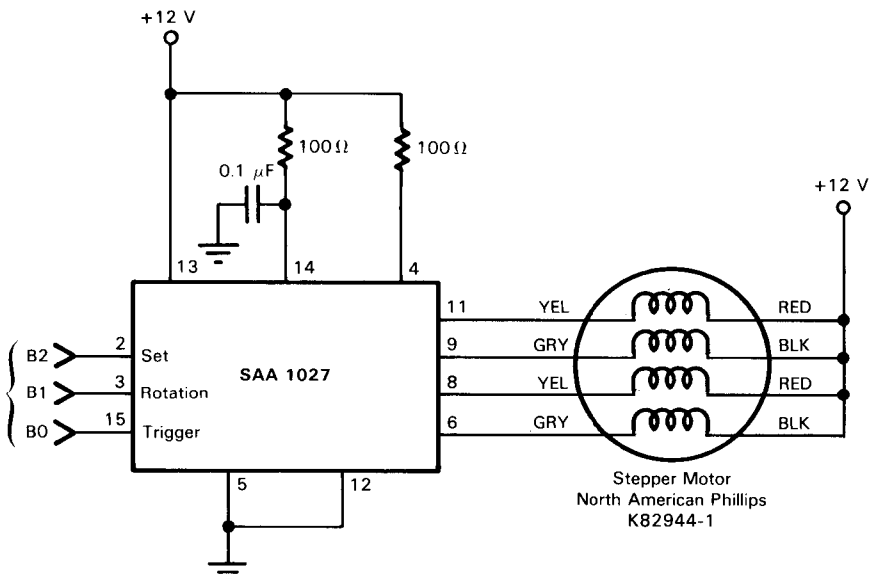 +12 V
100Ω
100Ω
0.1 μF
+12 V
13
14
4
11
YEL
RED
B2
2
Set
9
GRY
BLK
B1
3
Rotation
SAA 1027
8
YEL
RED
B0
15
Trigger
6
GRY
BLK
5
12
Stepper Motor
North American Phillips
K82944-1